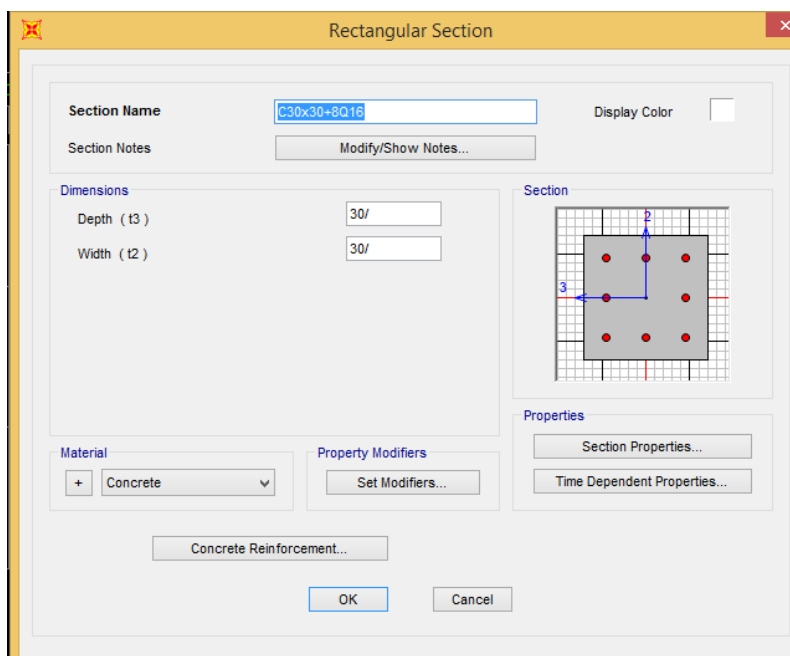 Rectangular Section
Section Name C30x30+8Q16 Display Color
Section Notes Modify/Show Notes...
Dimensions
Depth ( t3 ) 30/
Width ( t2 ) 30/
Section
2
3
Properties
Section Properties...
Time Dependent Properties...
Material
+ Concrete
Property Modifiers
Set Modifiers...
Concrete Reinforcement...
OK Cancel